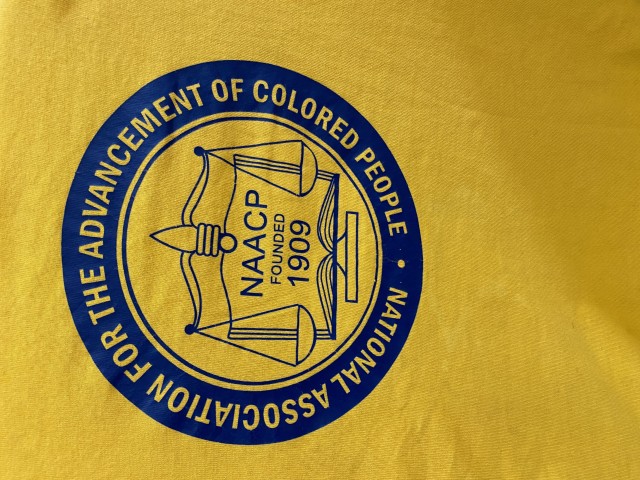 NATIONAL ASSOCIATION FOR THE ADVANCEMENT OF COLORED PEOPLE •
NAACP
FOUNDED
1909